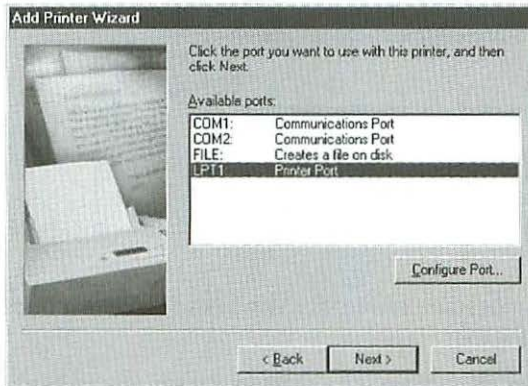 Add Printer Wizard
Click the port you want to use with this printer, and then
click Next.
Available ports:
COM1: Communications Port
COM2: Communications Port
FILE: Creates a file on disk
LPT1: Printer Port
Configure Port...
< Back Next > Cancel